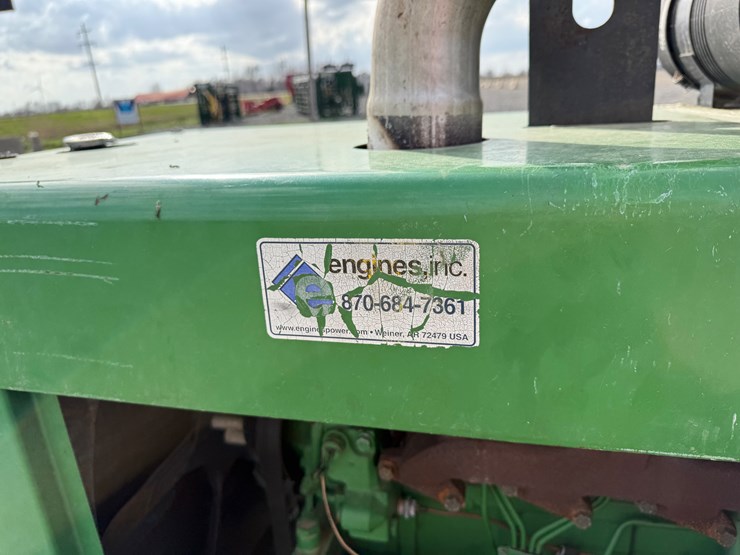 engines, inc.
e
870-684-7361
www.enginespower.com • Weiner, AR 72479 USA